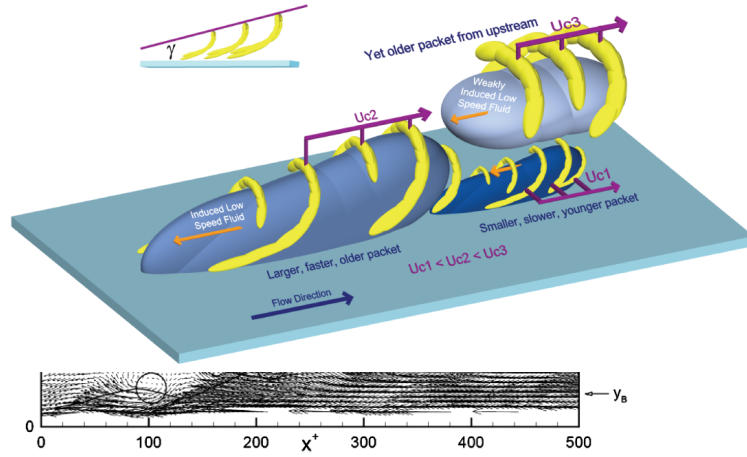 γ
Yet older packet from upstream
Uc3
Weakly
Induced Low
Speed Fluid
Uc2
Uc1
Induced Low
Speed Fluid
Smaller, slower, younger packet
Larger, faster, older packet
Uc1 < Uc2 < Uc3
Flow Direction
y_B
0
0 100 200 300 400 500
x⁺